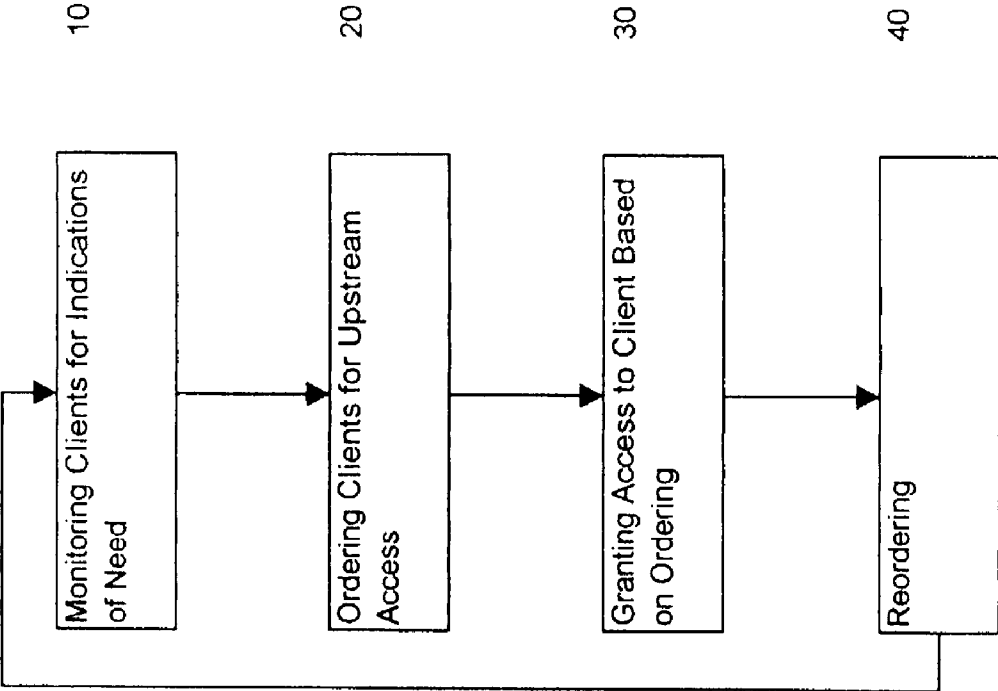 10
Monitoring Clients for Indications
of Need
20
Ordering Clients for Upstream
Access
30
Granting Access to Client Based
on Ordering
40
Reordering